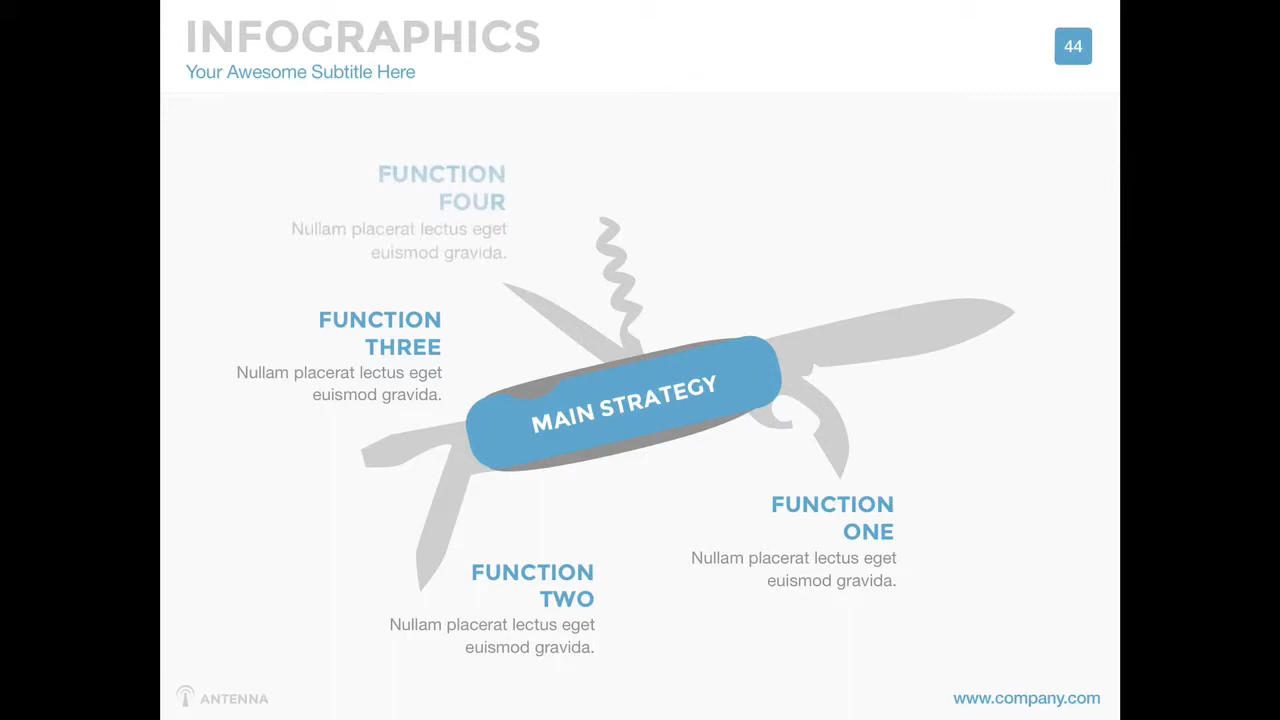 INFOGRAPHICS
Your Awesome Subtitle Here
44
FUNCTION
FOUR
Nullam placerat lectus eget
euismod gravida.
FUNCTION
THREE
Nullam placerat lectus eget
euismod gravida.
MAIN STRATEGY
FUNCTION
ONE
Nullam placerat lectus eget
euismod gravida.
FUNCTION
TWO
Nullam placerat lectus eget
euismod gravida.
ANTENNA
www.company.com